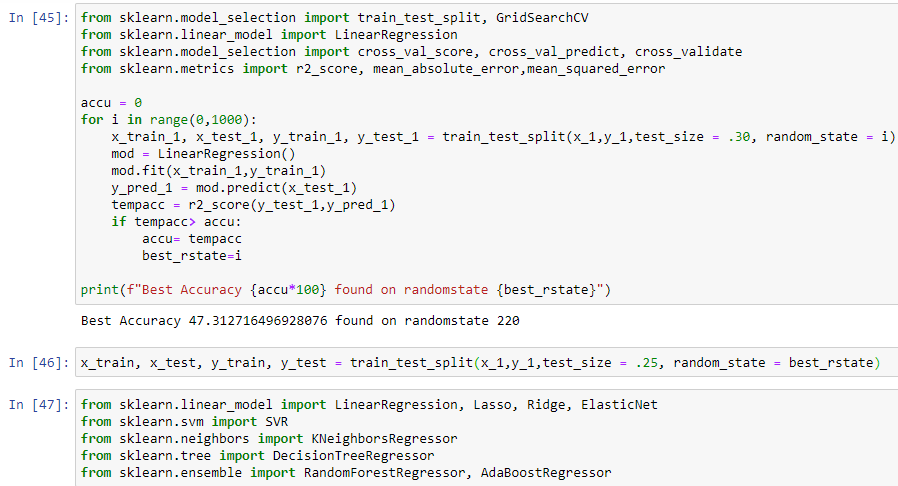 In [45]: from sklearn.model_selection import train_test_split, GridSearchCV
from sklearn.linear_model import LinearRegression
from sklearn.model_selection import cross_val_score, cross_val_predict, cross_validate
from sklearn.metrics import r2_score, mean_absolute_error,mean_squared_error

accu = 0
for i in range(0,1000):
    x_train_1, x_test_1, y_train_1, y_test_1 = train_test_split(x_1,y_1,test_size = .30, random_state = i)
    mod = LinearRegression()
    mod.fit(x_train_1,y_train_1)
    y_pred_1 = mod.predict(x_test_1)
    tempacc = r2_score(y_test_1,y_pred_1)
    if tempacc> accu:
        accu= tempacc
        best_rstate=i

print(f"Best Accuracy {accu*100} found on randomstate {best_rstate}")
Best Accuracy 47.312716496928076 found on randomstate 220
In [46]: x_train, x_test, y_train, y_test = train_test_split(x_1,y_1,test_size = .25, random_state = best_rstate)
In [47]: from sklearn.linear_model import LinearRegression, Lasso, Ridge, ElasticNet
from sklearn.svm import SVR
from sklearn.neighbors import KNeighborsRegressor
from sklearn.tree import DecisionTreeRegressor
from sklearn.ensemble import RandomForestRegressor, AdaBoostRegressor